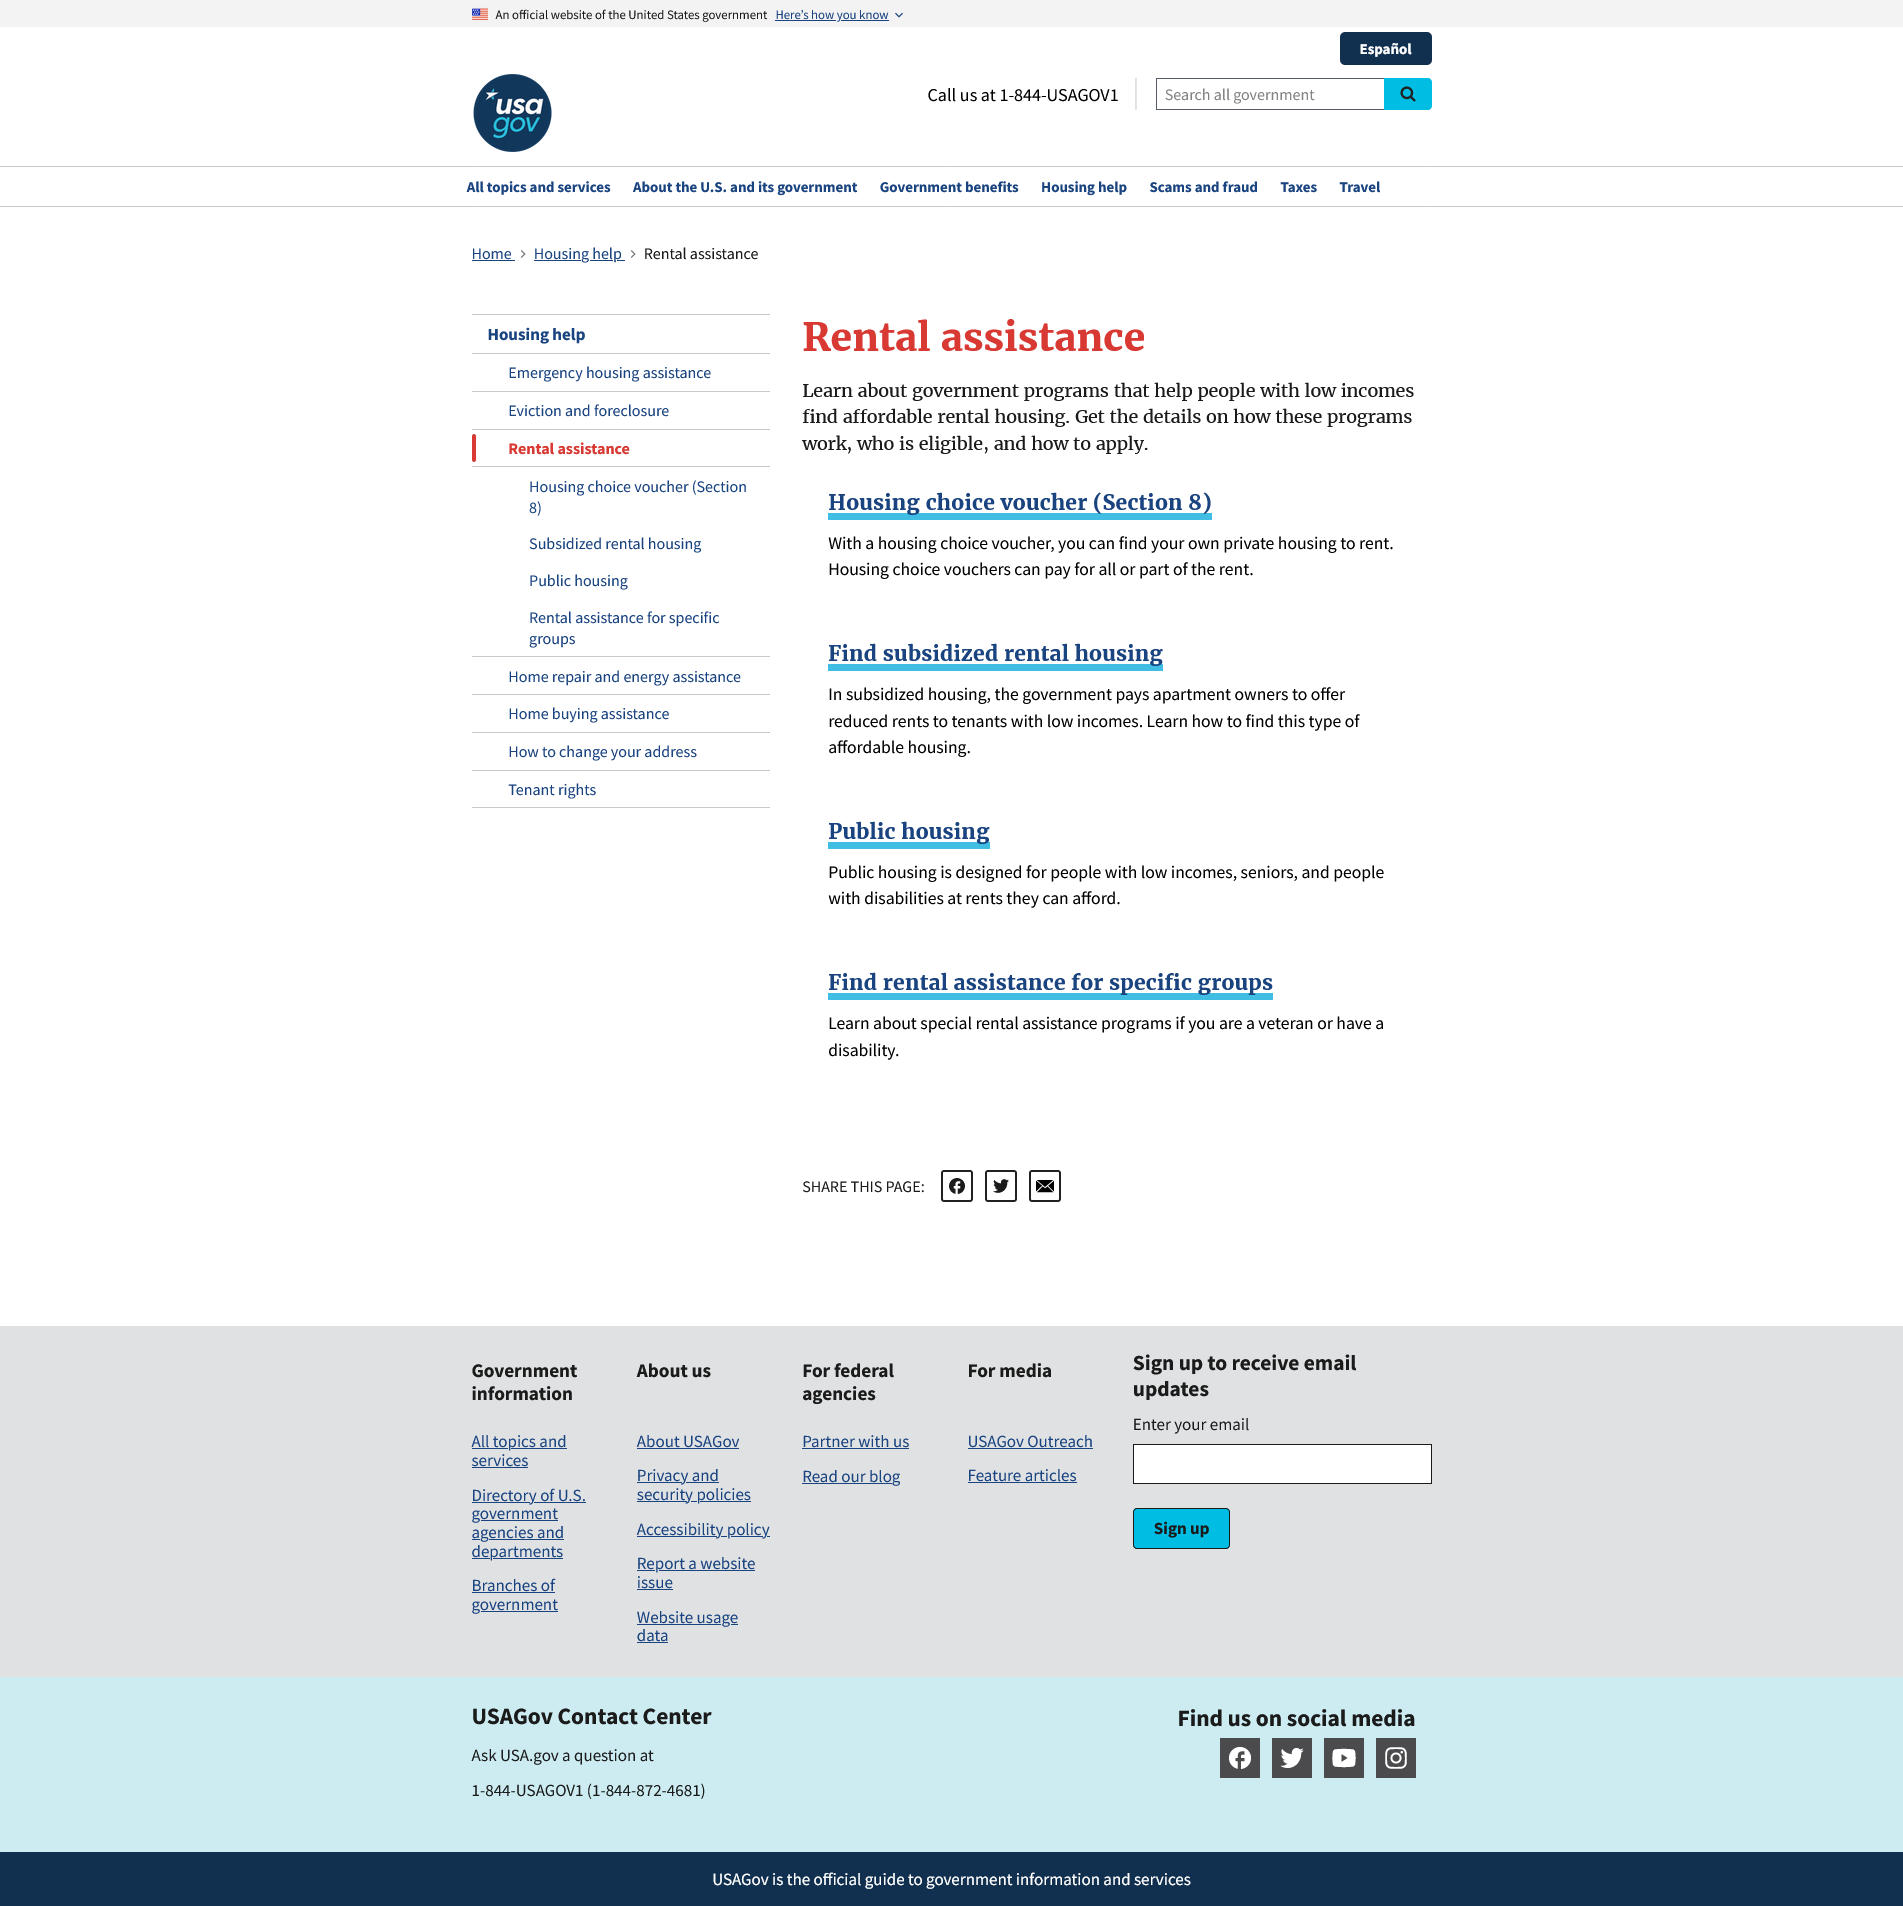 An official website of the United States government Here's how you know
Español
usa
gov
Call us at 1-844-USAGOV1
Search all government
All topics and services About the U.S. and its government Government benefits Housing help Scams and fraud Taxes Travel
Home Housing help Rental assistance
Housing help
Emergency housing assistance
Eviction and foreclosure
Rental assistance
Housing choice voucher (Section
8)
Subsidized rental housing
Public housing
Rental assistance for specific
groups
Home repair and energy assistance
Home buying assistance
How to change your address
Tenant rights
Rental assistance
Learn about government programs that help people with low incomes
find affordable rental housing. Get the details on how these programs
work, who is eligible, and how to apply.
Housing choice voucher (Section 8)
With a housing choice voucher, you can find your own private housing to rent.
Housing choice vouchers can pay for all or part of the rent.
Find subsidized rental housing
In subsidized housing, the government pays apartment owners to offer
reduced rents to tenants with low incomes. Learn how to find this type of
affordable housing.
Public housing
Public housing is designed for people with low incomes, seniors, and people
with disabilities at rents they can afford.
Find rental assistance for specific groups
Learn about special rental assistance programs if you are a veteran or have a
disability.
SHARE THIS PAGE:
Government
information
All topics and
services
Directory of U.S.
government
agencies and
departments
Branches of
government
About us
About USAGov
Privacy and
security policies
Accessibility policy
Report a website
issue
Website usage
data
For federal
agencies
Partner with us
Read our blog
For media
USAGov Outreach
Feature articles
Sign up to receive email
updates
Enter your email
Sign up
USAGov Contact Center
Ask USA.gov a question at
1-844-USAGOV1 (1-844-872-4681)
Find us on social media
USAGov is the official guide to government information and services